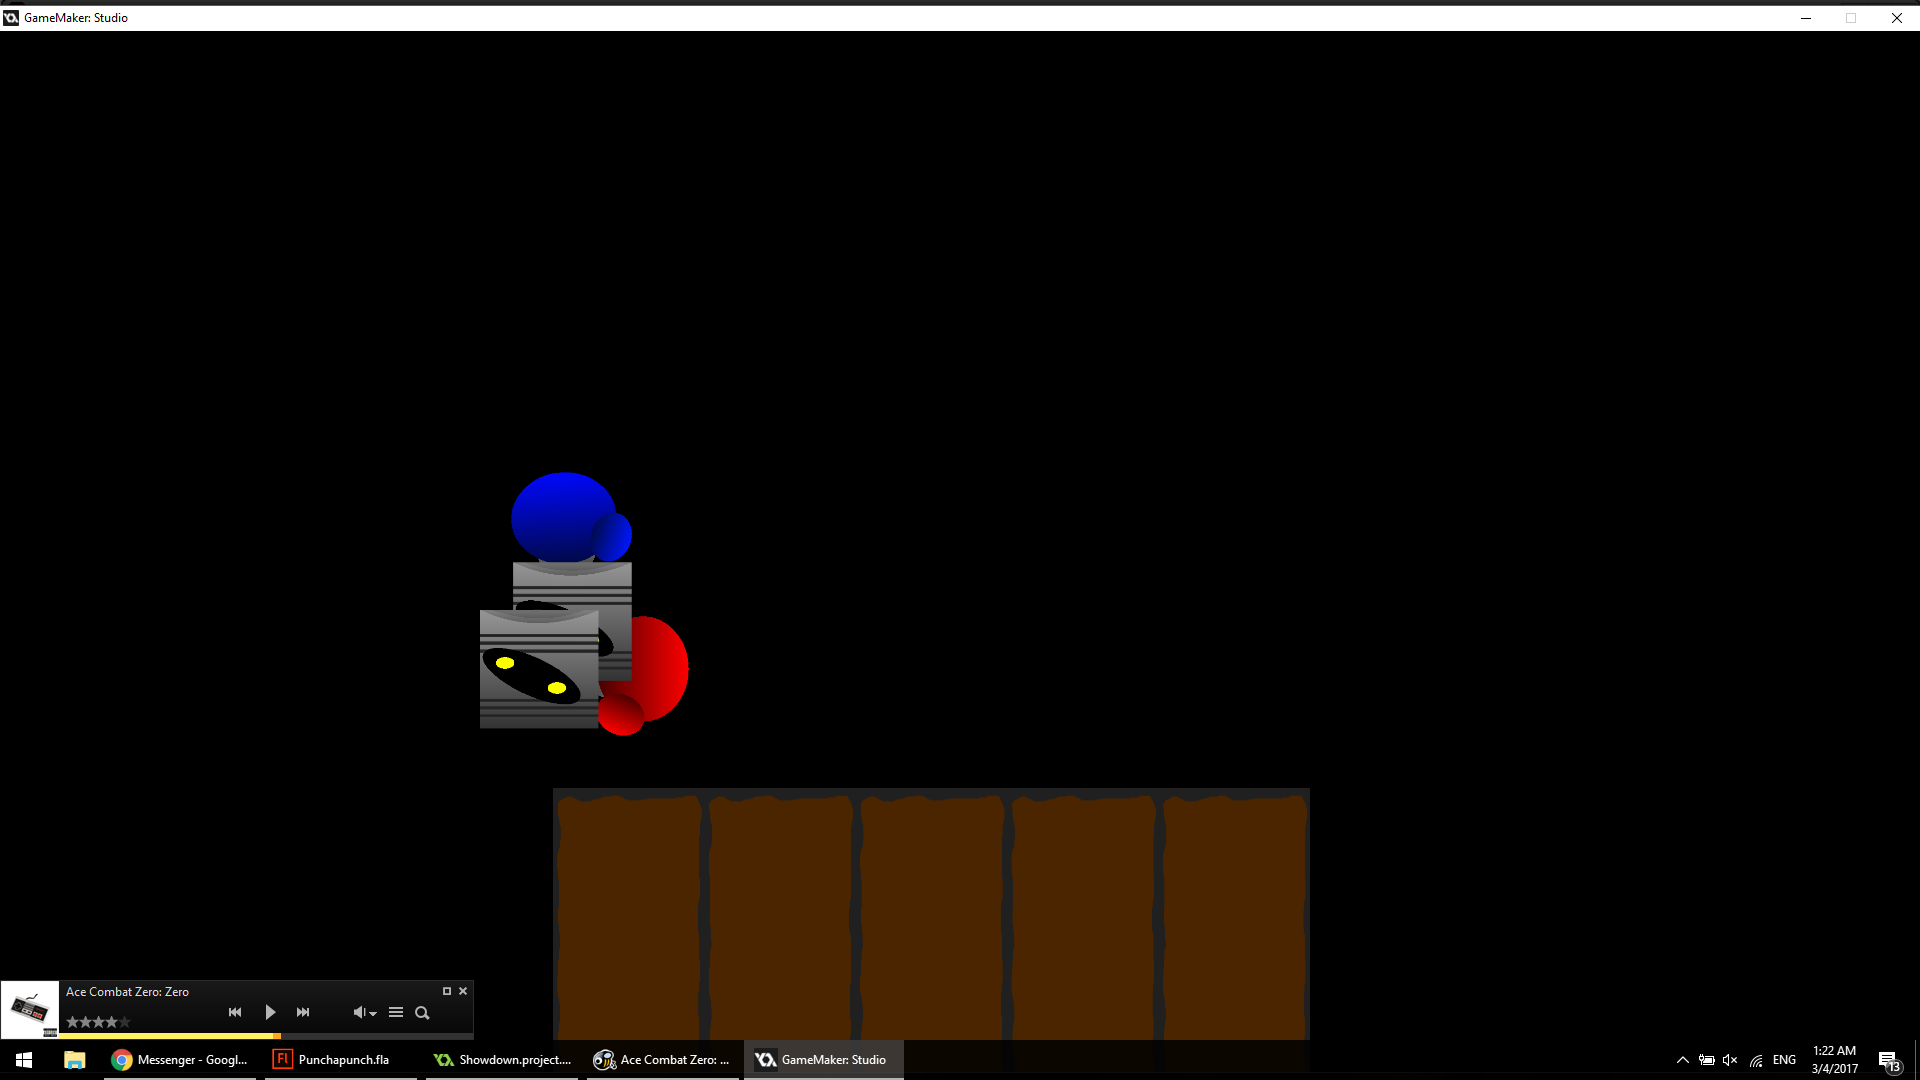 GameMaker: Studio
Ace Combat Zero: Zero
Messenger - Googl...
Fl
Punchapunch.fla
Showdown.project....
Ace Combat Zero: ...
GameMaker: Studio
ENG
1:22 AM
3/4/2017
13